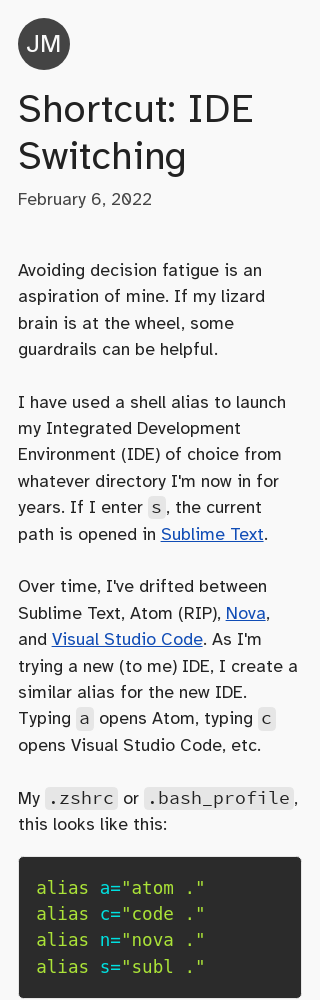 JM
Shortcut: IDE
Switching
February 6, 2022
Avoiding decision fatigue is an
aspiration of mine. If my lizard
brain is at the wheel, some
guardrails can be helpful.
I have used a shell alias to launch
my Integrated Development
Environment (IDE) of choice from
whatever directory I'm now in for
years. If I enter s, the current
path is opened in Sublime Text.
Over time, I've drifted between
Sublime Text, Atom (RIP), Nova,
and Visual Studio Code. As I'm
trying a new (to me) IDE, I create a
similar alias for the new IDE.
Typing a opens Atom, typing c
opens Visual Studio Code, etc.
My .zshrc or .bash_profile,
this looks like this:
alias a="atom ."
alias c="code ."
alias n="nova ."
alias s="subl ."